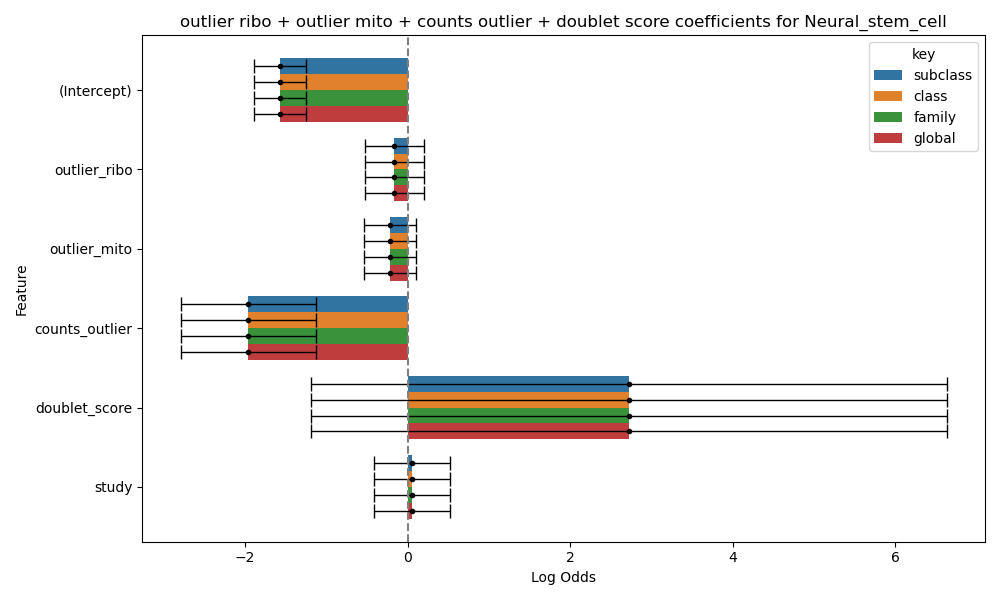 outlier ribo + outlier mito + counts outlier + doublet score coefficients for Neural_stem_cell
key
subclass
class
family
global
Feature
(Intercept)
outlier_ribo
outlier_mito
counts_outlier
doublet_score
study
−2
0
2
4
6
Log Odds